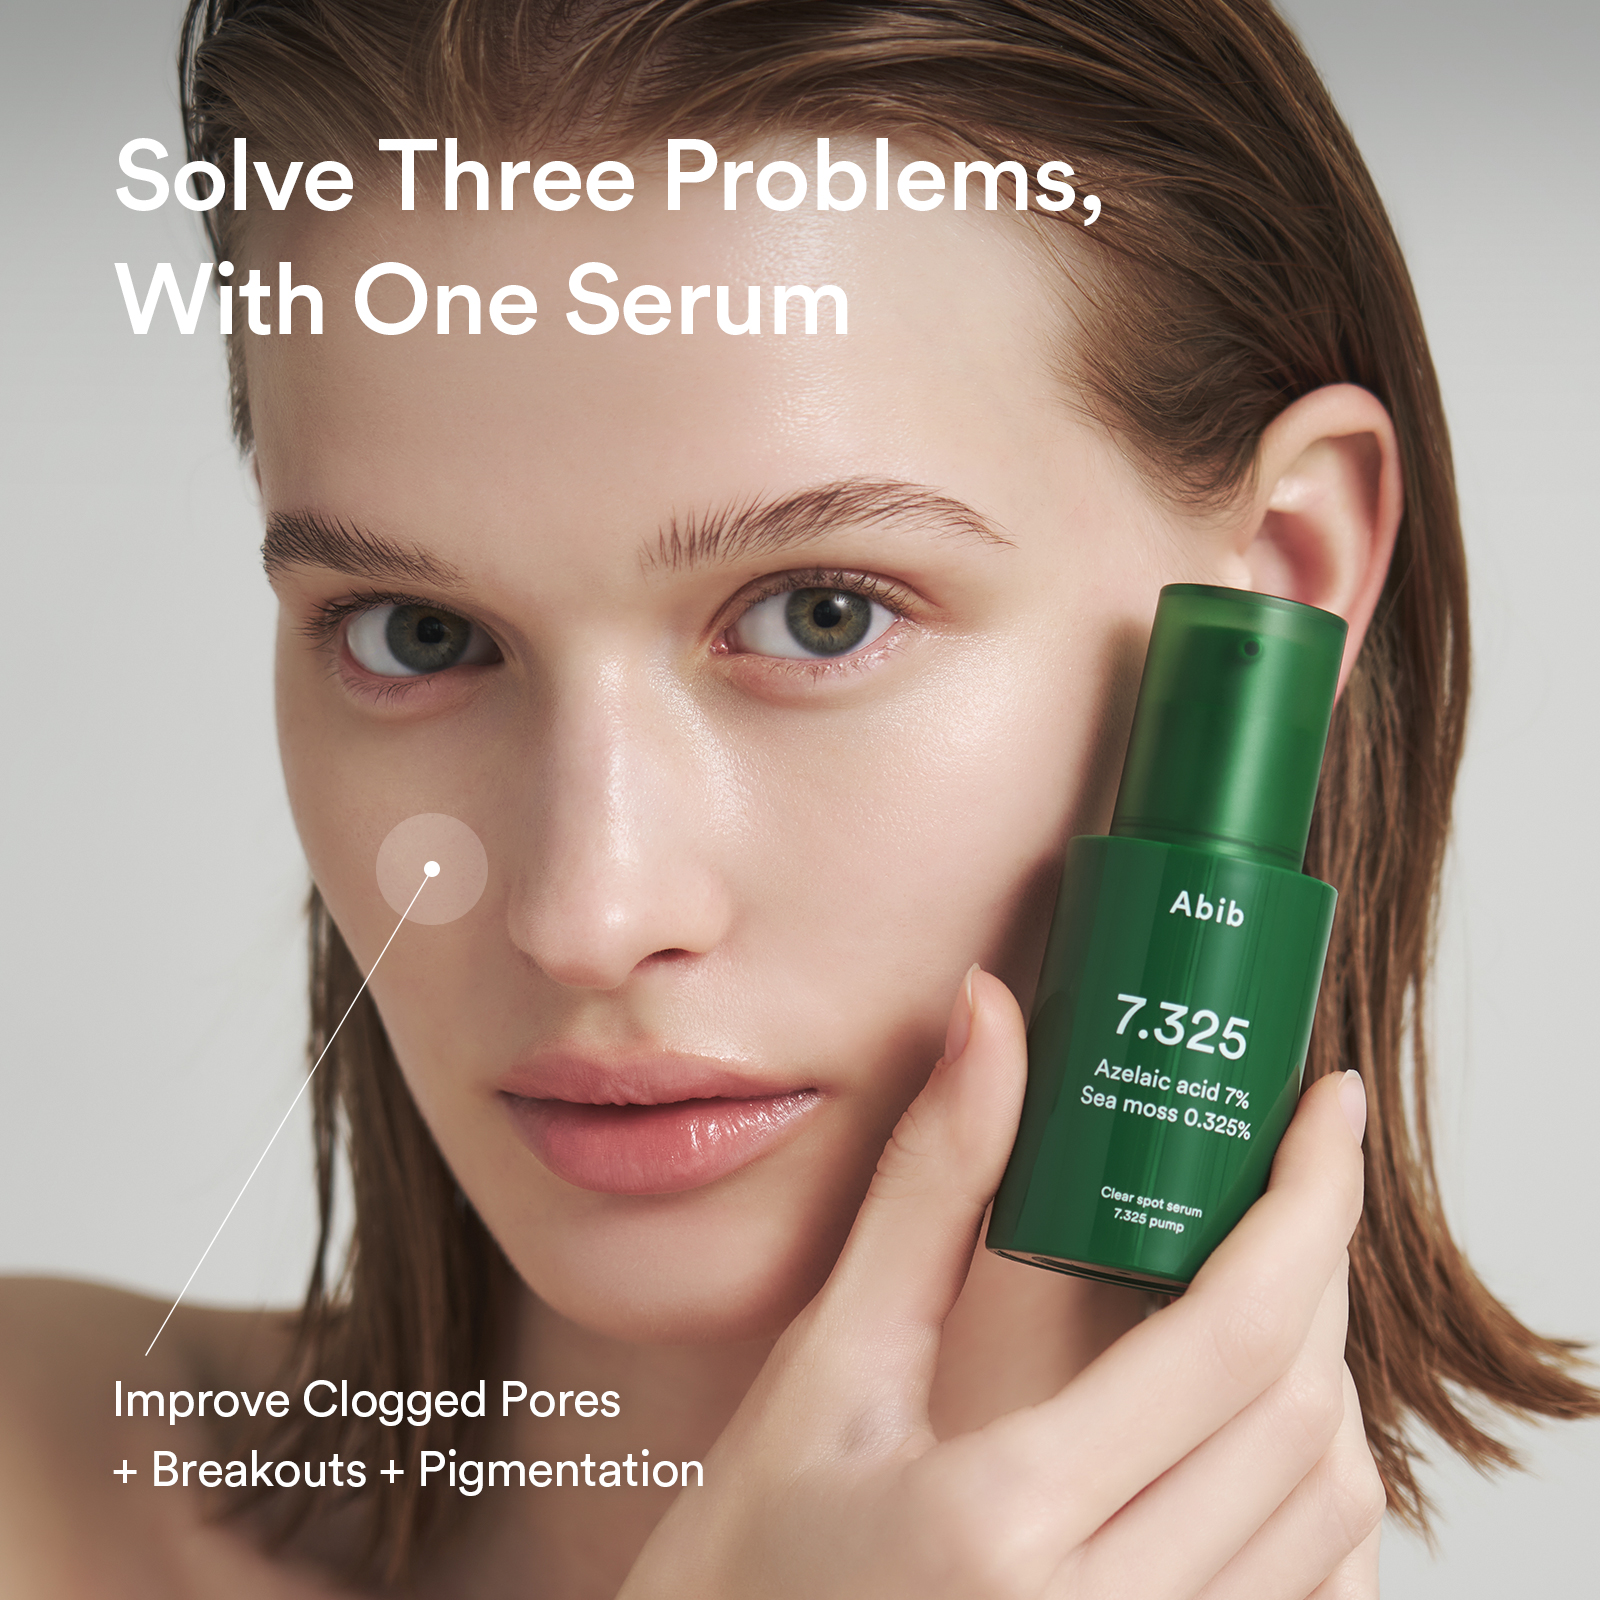 Solve Three Problems,
With One Serum
Abib
7.325
Azelaic acid 7%
Sea moss 0.325%
Clear spot serum
7.325 pump
Improve Clogged Pores
+ Breakouts + Pigmentation